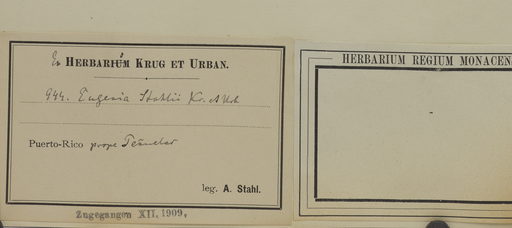 Ex HERBARIUM KRUG ET URBAN.
944. Eugenia Stahlii Kr. et Urb
Puerto-Rico prope
leg. A. Stahl.
Zugegangen XII. 1909.
HERBARIUM REGIUM MONACEN